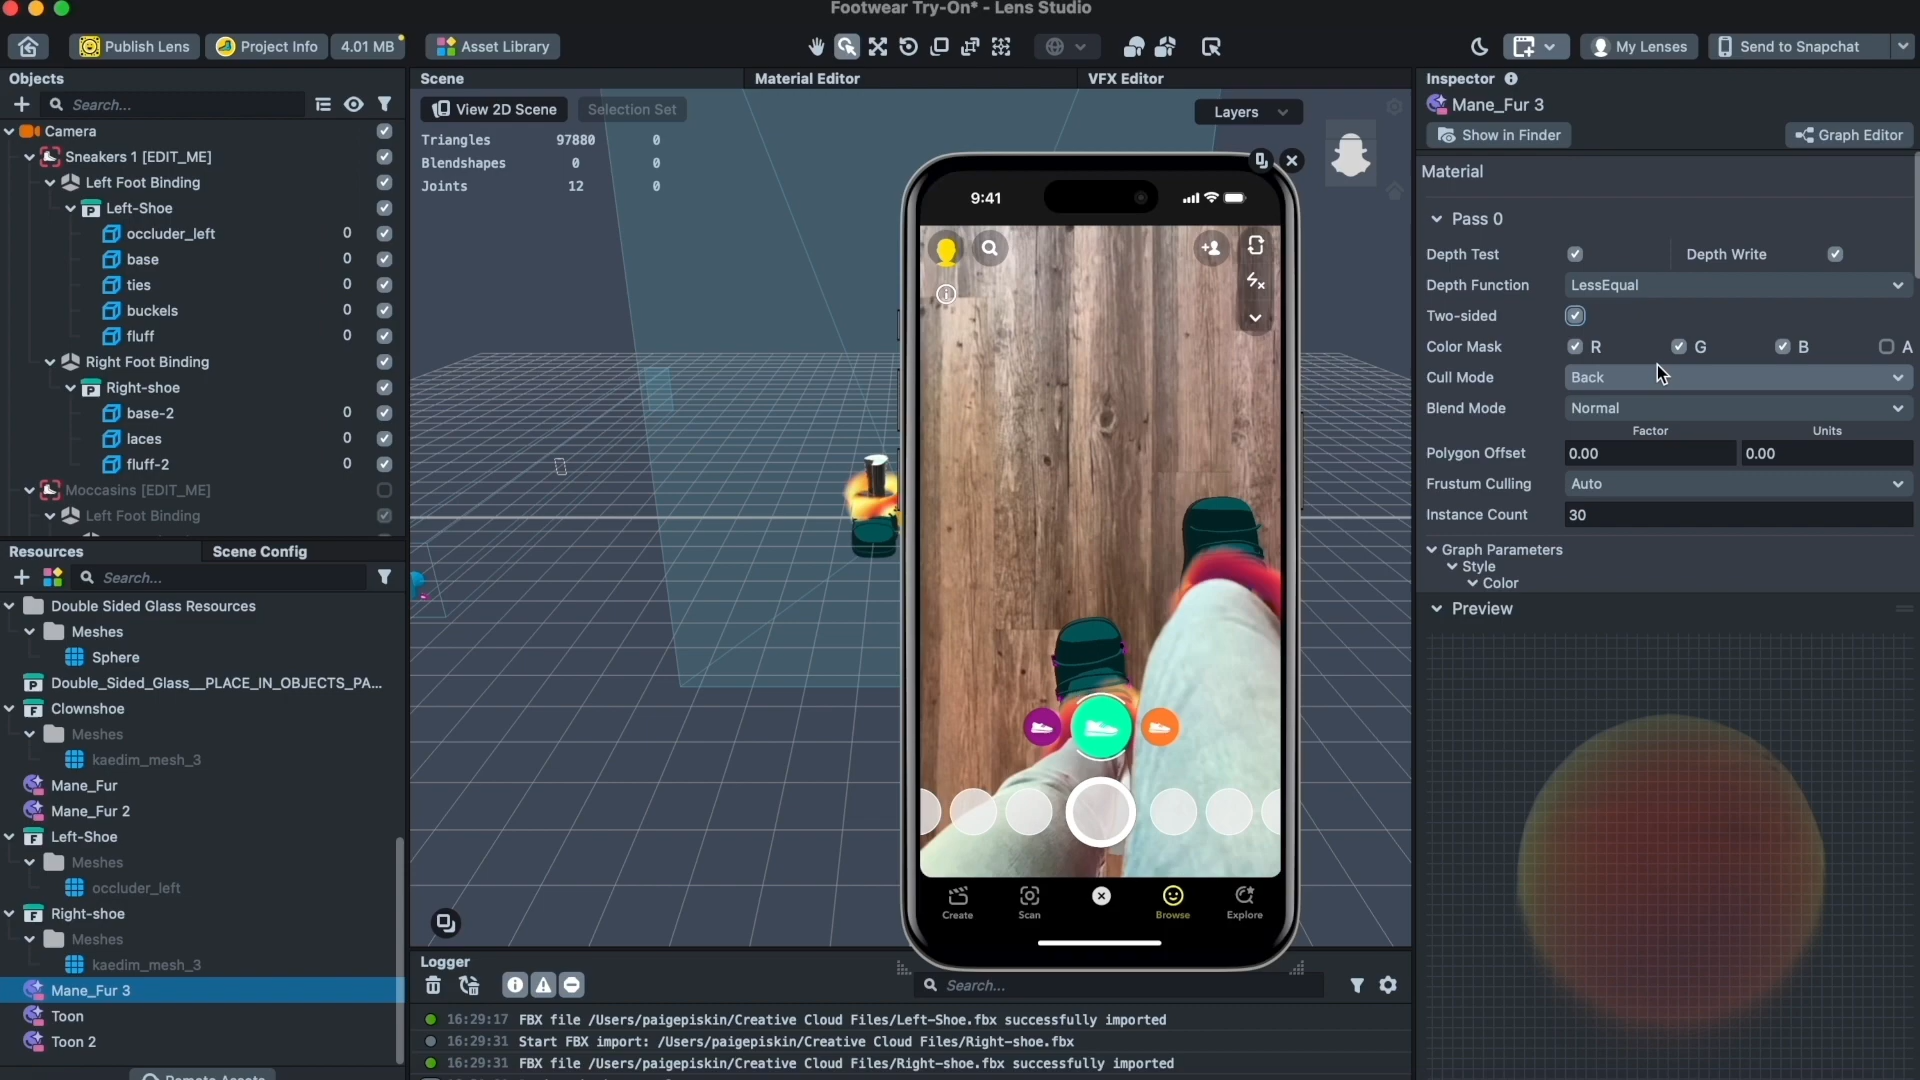 Footwear Try-On* - Lens Studio
Publish Lens
Project Info
4.01 MB
Asset Library
My Lenses
Send to Snapchat
Objects
Search...
Camera
Sneakers 1 [EDIT_ME]
Left Foot Binding
Left-Shoe
occluder_left 0
base 0
ties 0
buckels 0
fluff 0
Right Foot Binding
Right-shoe
base-2 0
laces 0
fluff-2 0
Moccasins [EDIT_ME]
Left Foot Binding
Resources
Scene Config
Search...
Double Sided Glass Resources
Meshes
Sphere
Double_Sided_Glass__PLACE_IN_OBJECTS_PA...
Clownshoe
Meshes
kaedim_mesh_3
Mane_Fur
Mane_Fur 2
Left-Shoe
Meshes
occluder_left
Right-shoe
Meshes
kaedim_mesh_3
Mane_Fur 3
Toon
Toon 2
Scene
Material Editor
VFX Editor
View 2D Scene
Selection Set
Layers
Triangles 97880 0
Blendshapes 0 0
Joints 12 0
9:41
Create
Scan
Browse
Explore
Logger
Search...
16:29:17 FBX file /Users/paigepiskin/Creative Cloud Files/Left-Shoe.fbx successfully imported
16:29:31 Start FBX import: /Users/paigepiskin/Creative Cloud Files/Right-shoe.fbx
16:29:31 FBX file /Users/paigepiskin/Creative Cloud Files/Right-shoe.fbx successfully imported
Inspector
Mane_Fur 3
Show in Finder
Graph Editor
Material
Pass 0
Depth Test
Depth Write
Depth Function LessEqual
Two-sided
Color Mask R G B A
Cull Mode Back
Blend Mode Normal
Factor Units
Polygon Offset 0.00 0.00
Frustum Culling Auto
Instance Count 30
Graph Parameters
Style
Color
Preview